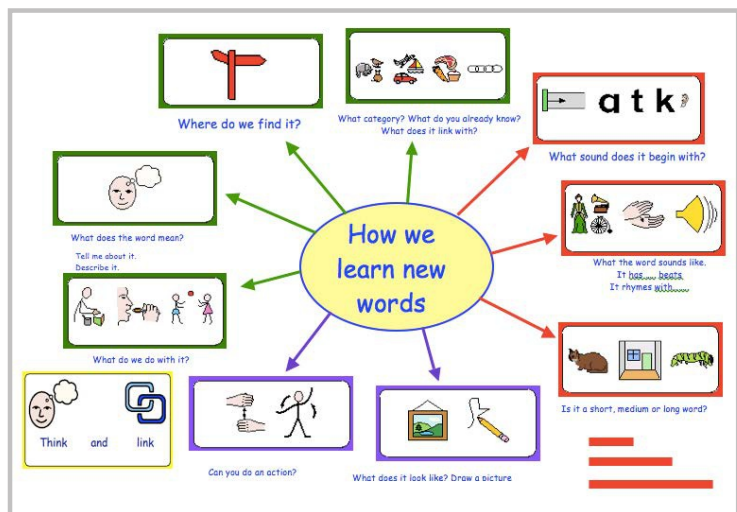 How we
learn new
words
Where do we find it?
What category? What do you already know?
What does it link with?
a t k
What sound does it begin with?
What the word sounds like.
It has..... beats
It rhymes with......
Is it a short, medium or long word?
What does it look like? Draw a picture
Can you do an action?
What do we do with it?
What does the word mean?
Tell me about it.
Describe it.
Think and link